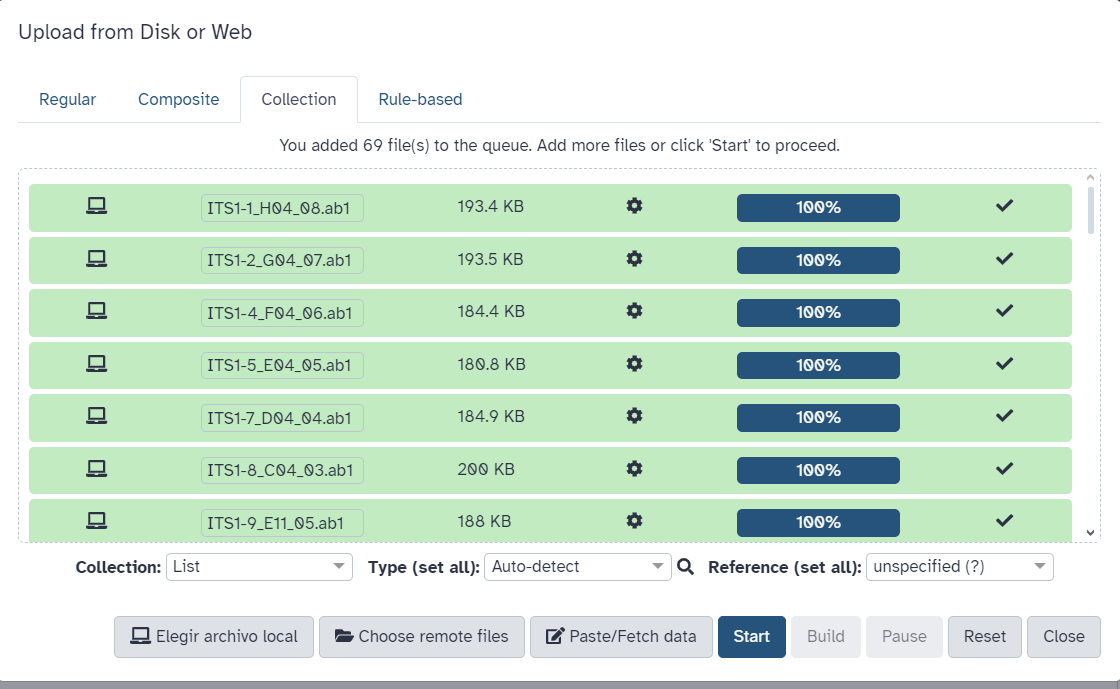 Upload from Disk or Web
Regular Composite Collection Rule-based
You added 69 file(s) to the queue. Add more files or click 'Start' to proceed.
ITS1-1_H04_08.ab1 193.4 KB 100%
ITS1-2_G04_07.ab1 193.5 KB 100%
ITS1-4_F04_06.ab1 184.4 KB 100%
ITS1-5_E04_05.ab1 180.8 KB 100%
ITS1-7_D04_04.ab1 184.9 KB 100%
ITS1-8_C04_03.ab1 200 KB 100%
ITS1-9_E11_05.ab1 188 KB 100%
Collection: List Type (set all): Auto-detect Reference (set all): unspecified (?)
Elegir archivo local Choose remote files Paste/Fetch data Start Build Pause Reset Close